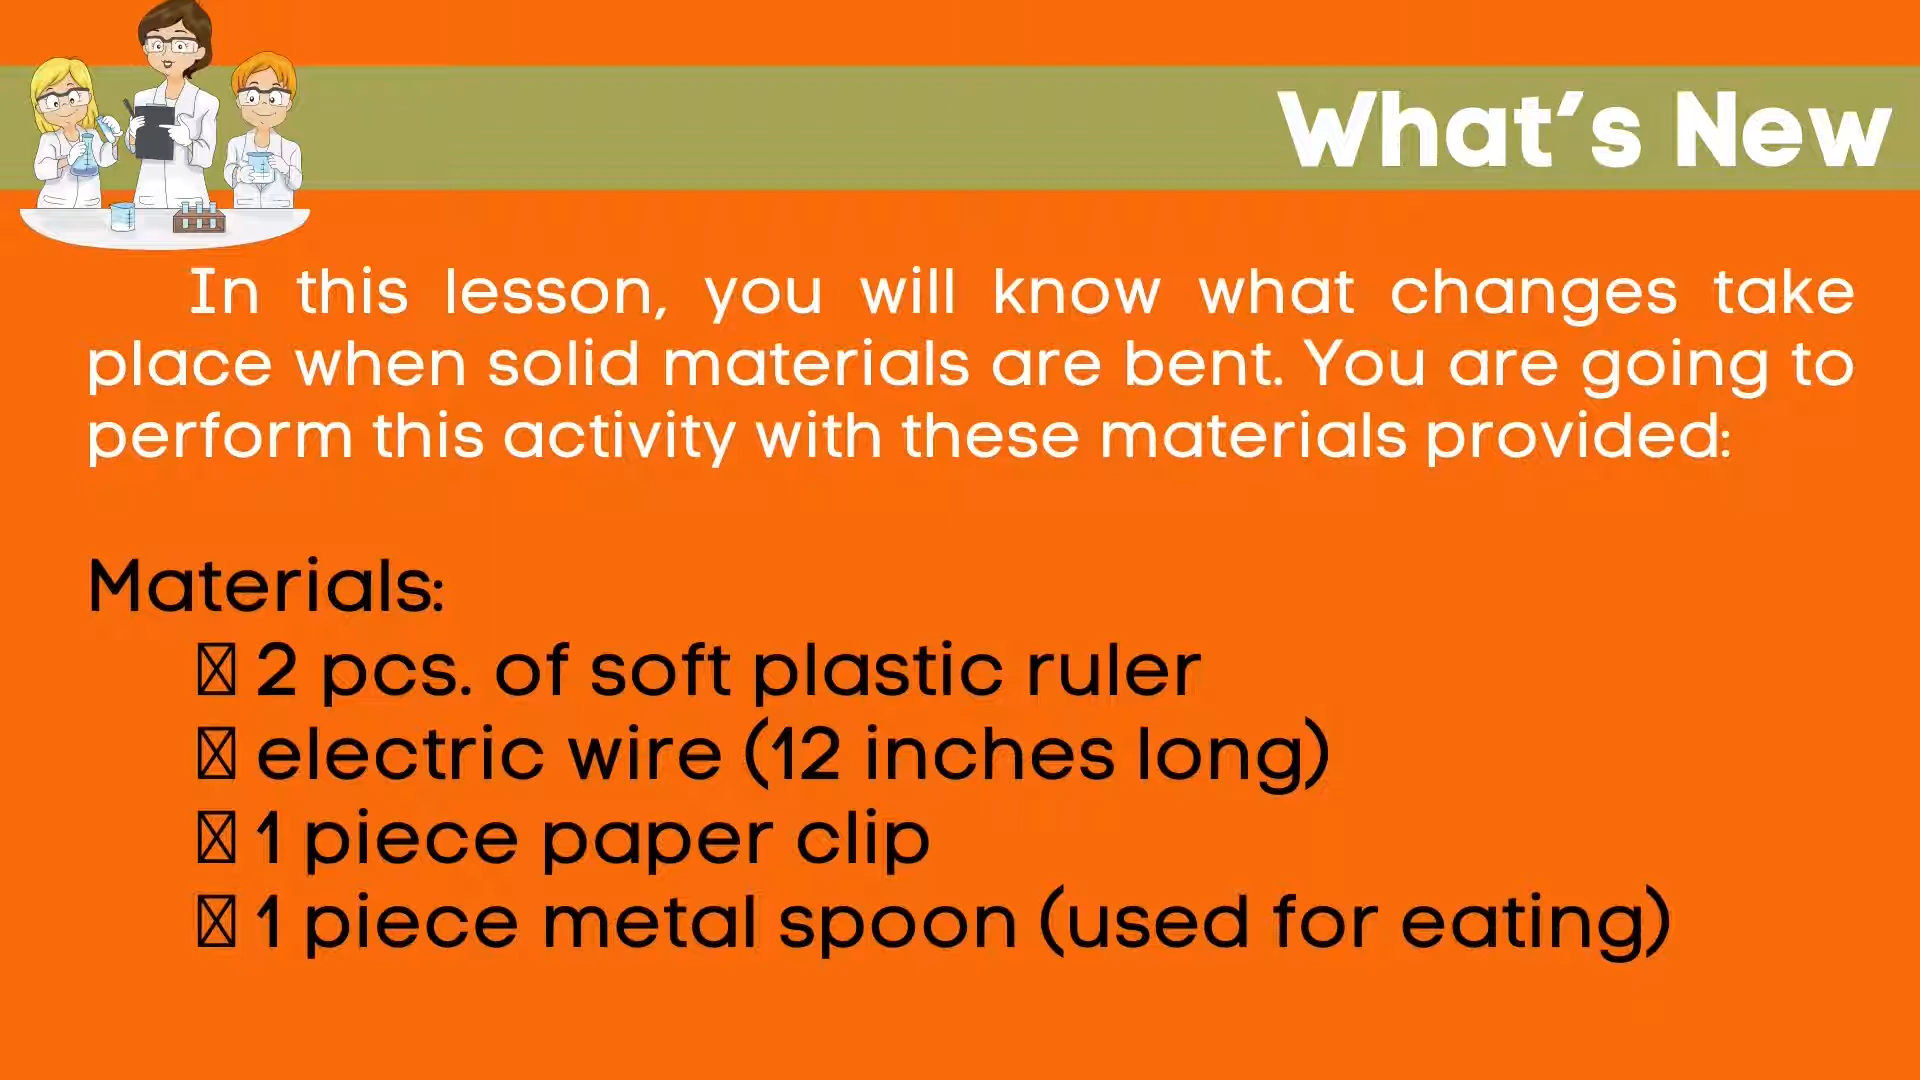 What's New
In this lesson, you will know what changes take
place when solid materials are bent. You are going to
perform this activity with these materials provided:
Materials:
2 pcs. of soft plastic ruler
electric wire (12 inches long)
1 piece paper clip
1 piece metal spoon (used for eating)